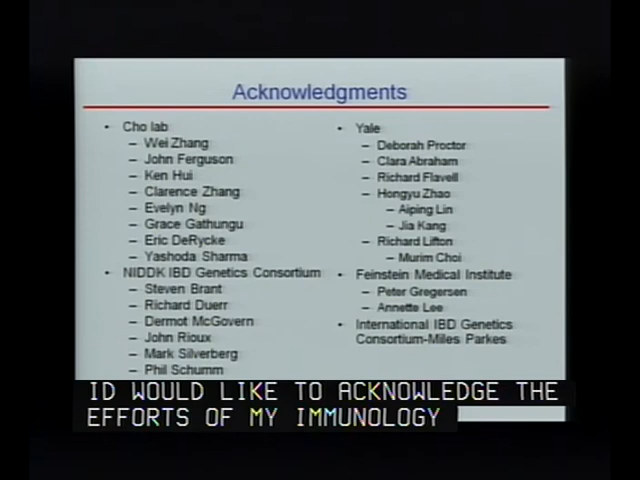 Acknowledgments
• Cho lab
– Wei Zhang
– John Ferguson
– Ken Hui
– Clarence Zhang
– Evelyn Ng
– Grace Gathungu
– Eric DeRycke
– Yashoda Sharma
• NIDDK IBD Genetics Consortium
– Steven Brant
– Richard Duerr
– Dermot McGovern
– John Rioux
– Mark Silverberg
– Phil Schumm
• Yale
– Deborah Proctor
– Clara Abraham
– Richard Flavell
– Hongyu Zhao
– Aiping Lin
– Jia Kang
– Richard Lifton
– Murim Choi
• Feinstein Medical Institute
– Peter Gregersen
– Annette Lee
• International IBD Genetics
Consortium-Miles Parkes
ID WOULD LIKE TO ACKNOWLEDGE THE
EFFORTS OF MY IMMUNOLOGY